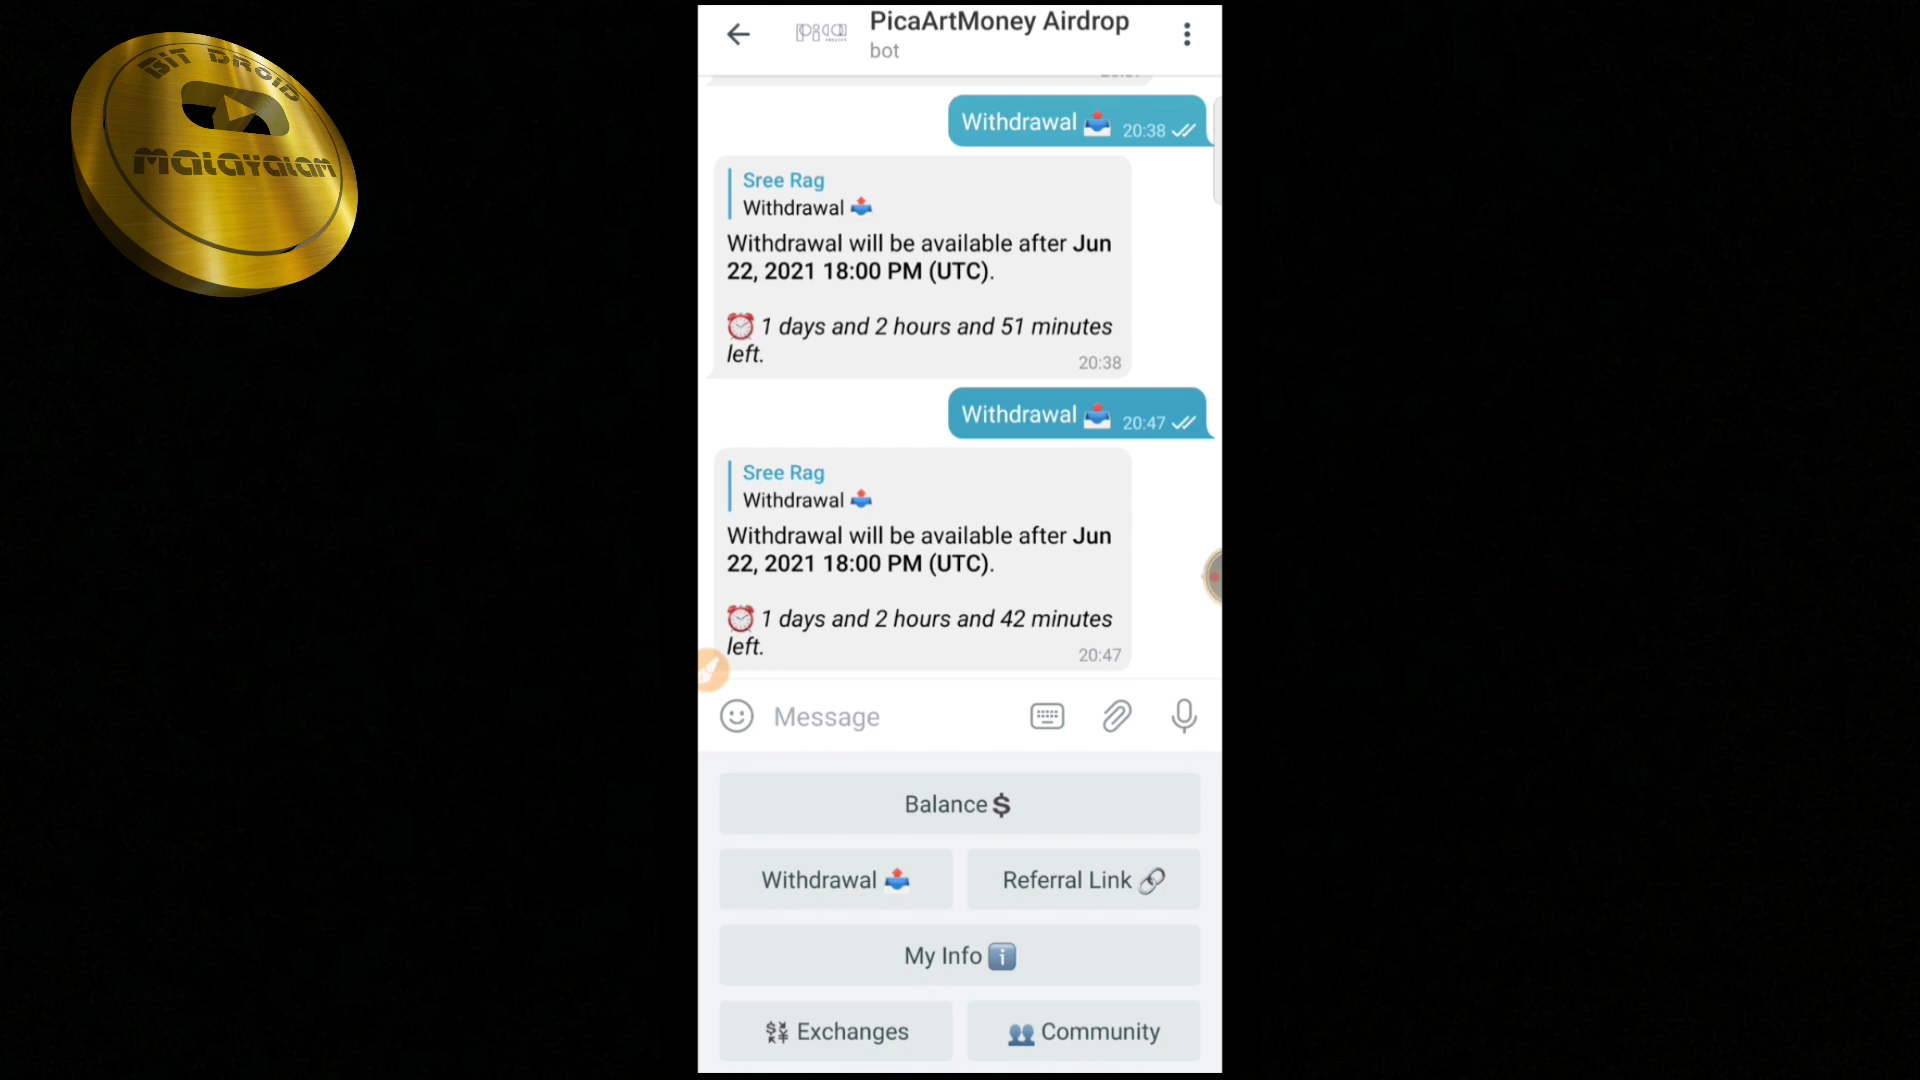 BIT DROID
MALAYALAM
PicaArtMoney Airdrop
bot
Withdrawal 📤 20:38
Sree Rag
Withdrawal 📤
Withdrawal will be available after Jun
22, 2021 18:00 PM (UTC).
⏰ 1 days and 2 hours and 51 minutes
left.
20:38
Withdrawal 📤 20:47
Sree Rag
Withdrawal 📤
Withdrawal will be available after Jun
22, 2021 18:00 PM (UTC).
⏰ 1 days and 2 hours and 42 minutes
left.
20:47
Message
Balance💲
Withdrawal 📤
Referral Link 🔗
My Info ℹ️
💱 Exchanges
👥 Community